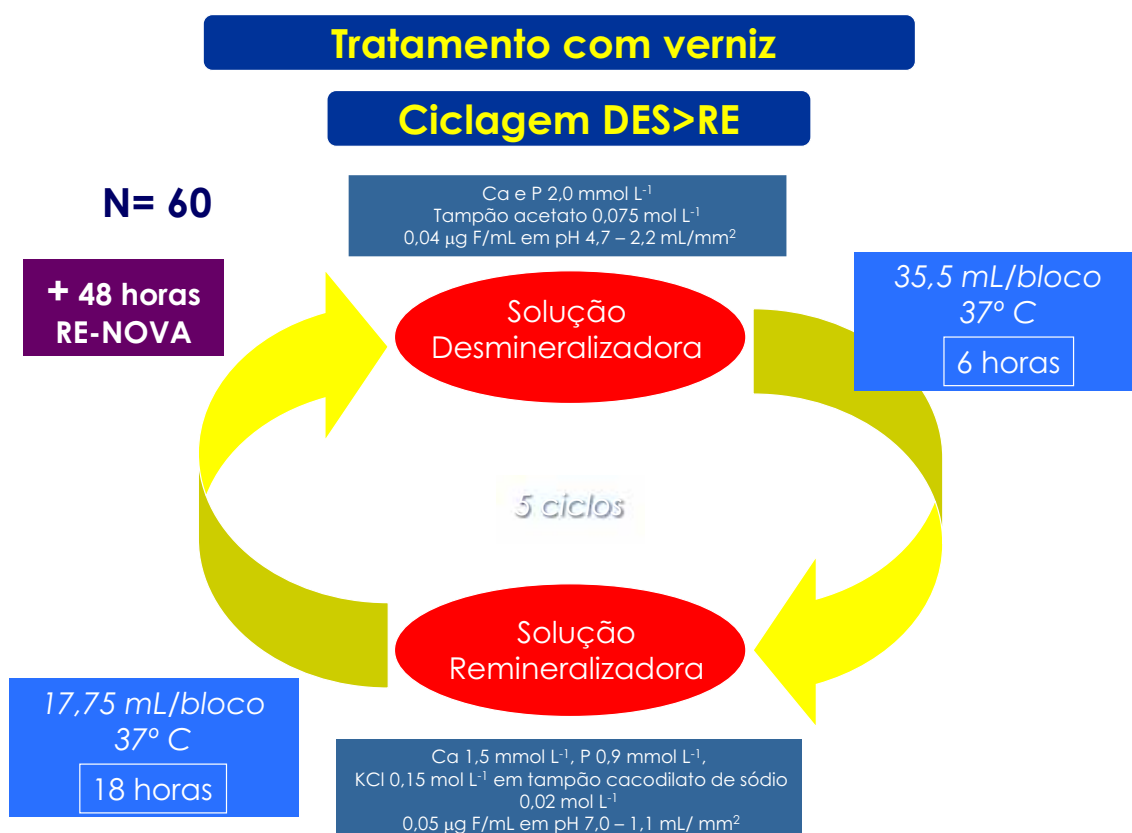 Tratamento com verniz
Ciclagem DES>RE
N= 60
Ca e P 2,0 mmol L⁻¹
Tampão acetato 0,075 mol L⁻¹
0,04 μg F/mL em pH 4,7 – 2,2 mL/mm²
+ 48 horas
RE-NOVA
Solução
Desmineralizadora
35,5 mL/bloco
37º C
6 horas
5 ciclos
Solução
Remineralizadora
17,75 mL/bloco
37º C
18 horas
Ca 1,5 mmol L⁻¹, P 0,9 mmol L⁻¹,
KCl 0,15 mol L⁻¹ em tampão cacodilato de sódio
0,02 mol L⁻¹
0,05 μg F/mL em pH 7,0 – 1,1 mL/ mm²